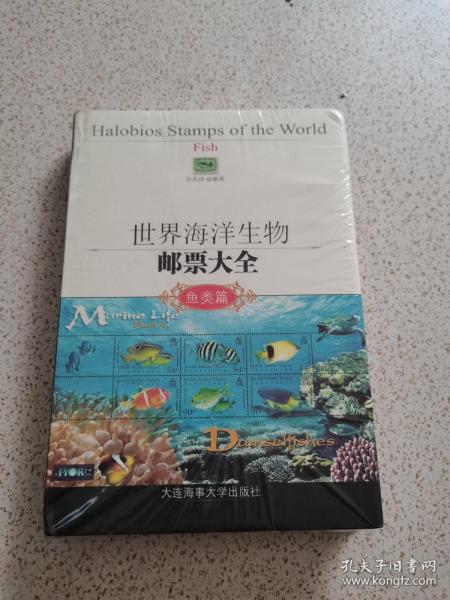 Halobios Stamps of the World
Fish
世界海洋生物
邮票大全
鱼类篇
Marine Life
Damselfishes
90c
大连海事大学出版社
孔夫子旧书网
www.kongfz.com